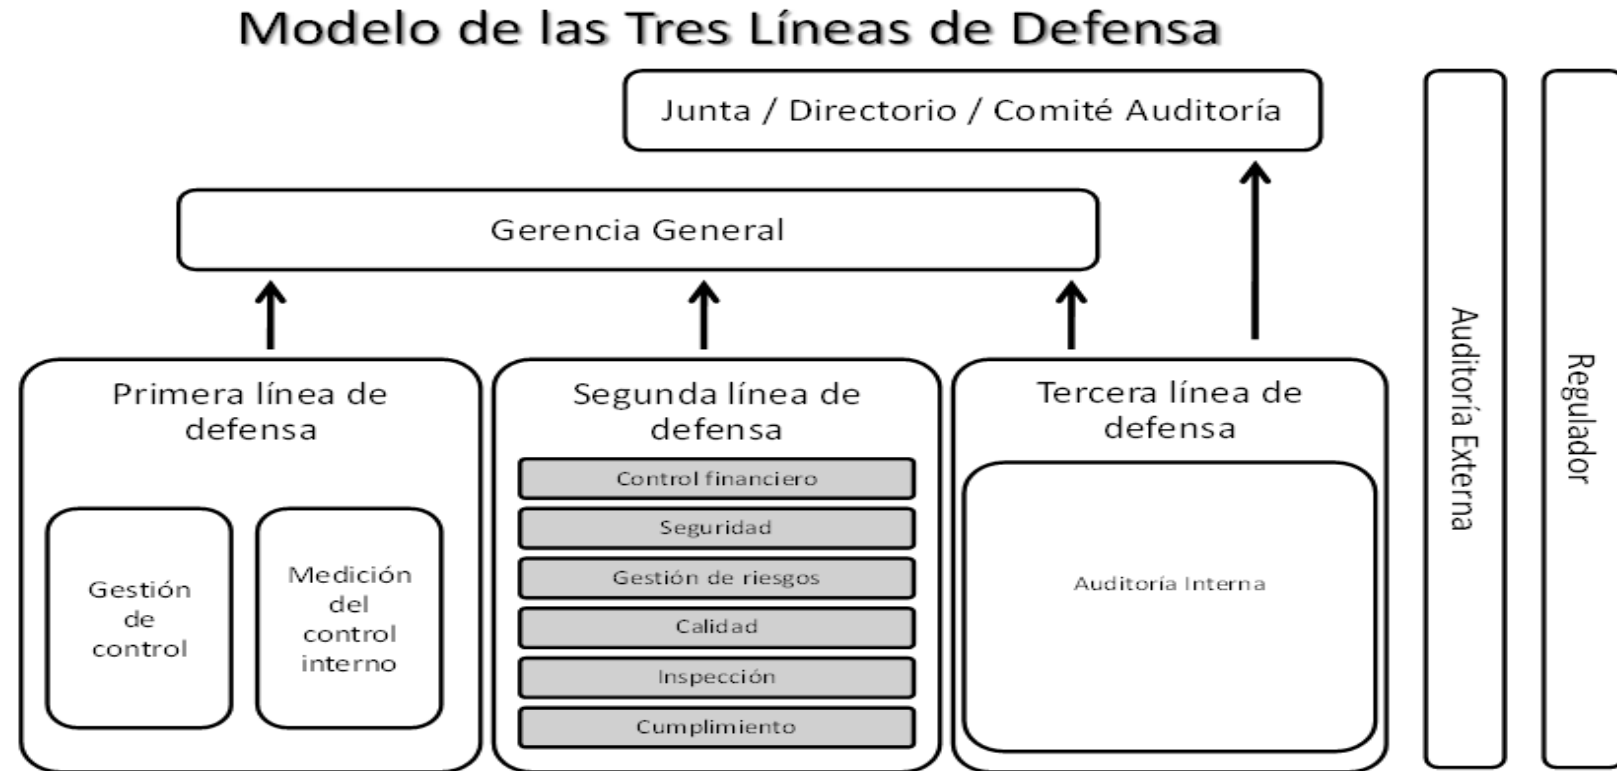 Modelo de las Tres Líneas de Defensa
Junta / Directorio / Comité Auditoría
Gerencia General
Primera línea de
defensa
Gestión
de
control
Medición
del
control
interno
Segunda línea de
defensa
Control financiero
Seguridad
Gestión de riesgos
Calidad
Inspección
Cumplimiento
Tercera línea de
defensa
Auditoría Interna
Auditoría Externa
Regulador